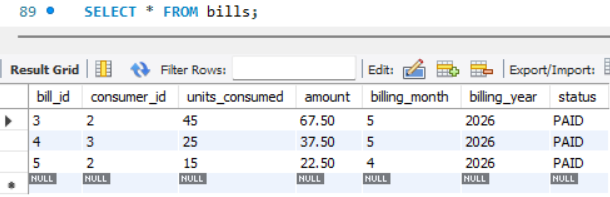 89 SELECT * FROM bills;
Result Grid Filter Rows: Edit: Export/Import:
bill_id consumer_id units_consumed amount billing_month billing_year status
3 2 45 67.50 5 2026 PAID
4 3 25 37.50 5 2026 PAID
5 2 15 22.50 4 2026 PAID
NULL NULL NULL NULL NULL NULL NULL